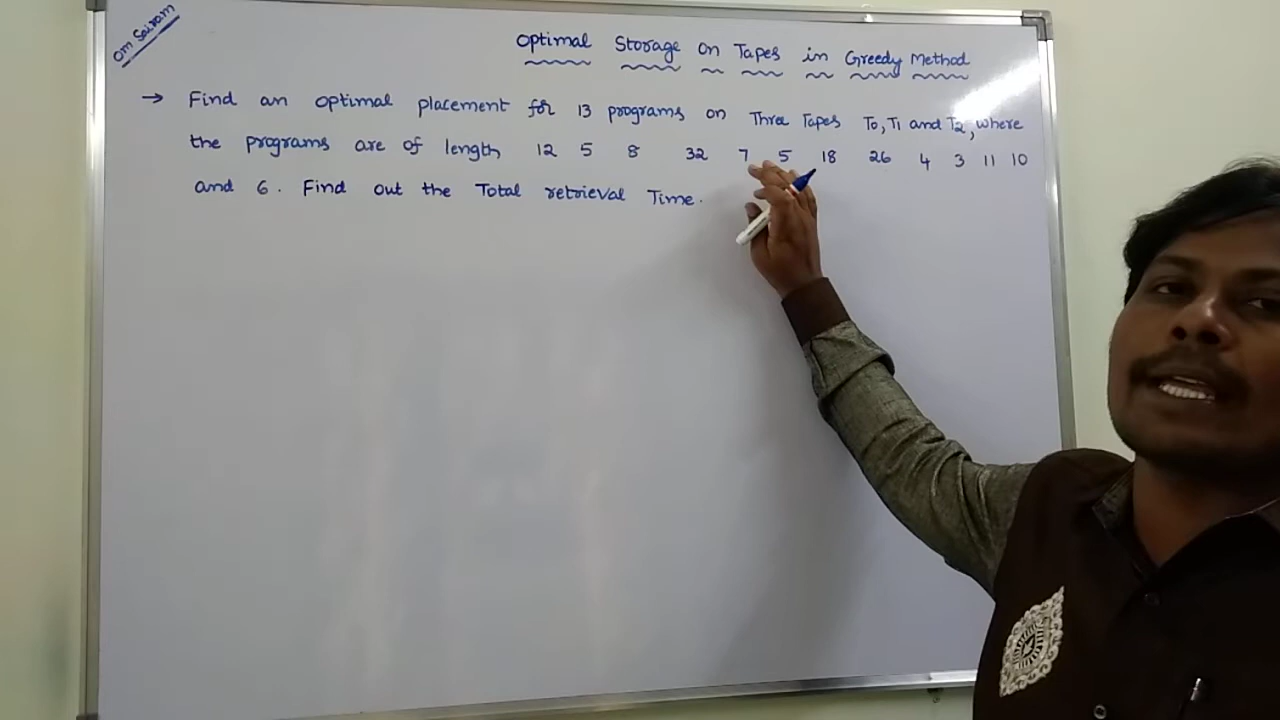 Om Sairam
Optimal Storage on Tapes in Greedy Method
→ Find an optimal placement for 13 programs on Three Tapes T0, T1 and T2, where
the programs are of length 12 5 8 32 7 5 18 26 4 3 11 10
and 6. Find out the Total retrieval Time.